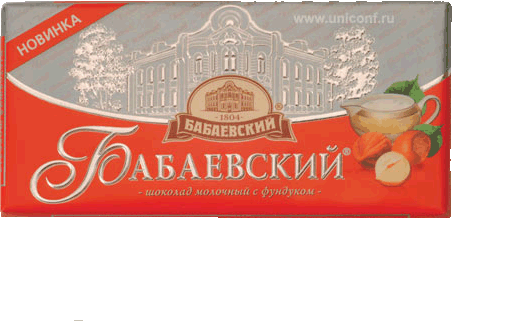 www.uniconf.ru
НОВИНКА
1804
БАБАЕВСКИЙ®
БАБАЕВСКИЙ®
- шоколад молочный с фундуком -